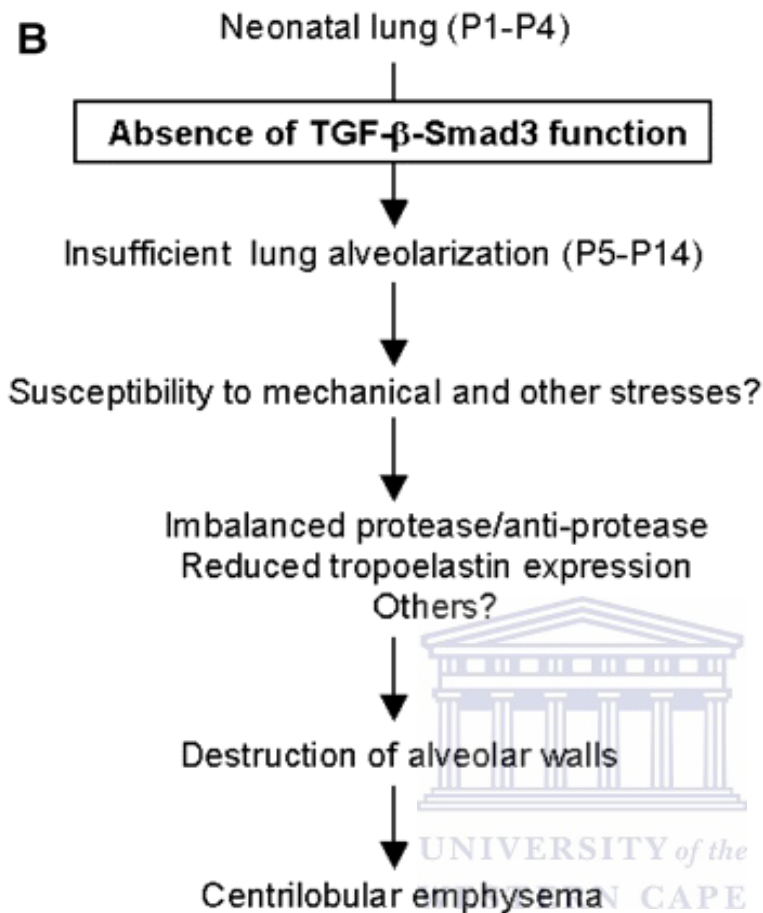 B
Neonatal lung (P1-P4)
Absence of TGF-β-Smad3 function
Insufficient lung alveolarization (P5-P14)
Susceptibility to mechanical and other stresses?
Imbalanced protease/anti-protease
Reduced tropoelastin expression
Others?
Destruction of alveolar walls
UNIVERSITY of the
Centrilobular emphysema
WESTERN CAPE